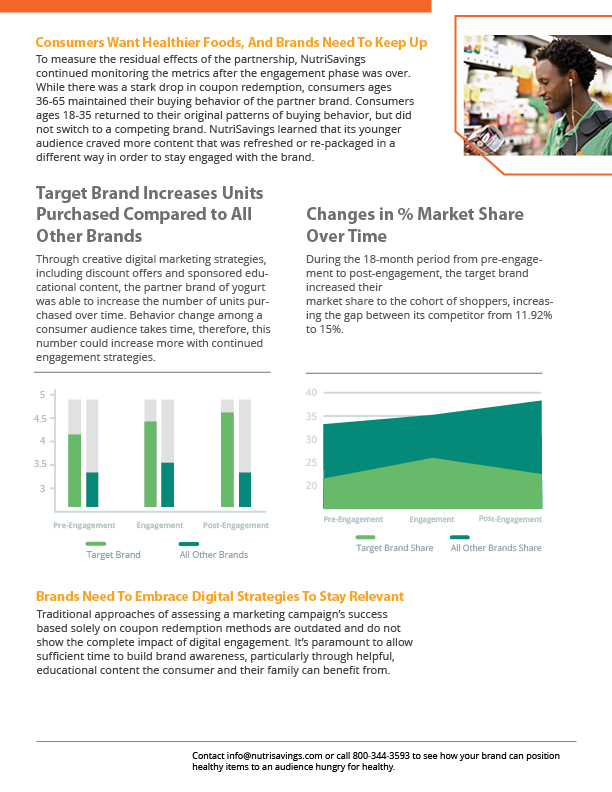 Consumers Want Healthier Foods, And Brands Need To Keep Up
To measure the residual effects of the partnership, NutriSavings
continued monitoring the metrics after the engagement phase was over.
While there was a stark drop in coupon redemption, consumers ages
36-65 maintained their buying behavior of the partner brand. Consumers
ages 18-35 returned to their original patterns of buying behavior, but did
not switch to a competing brand. NutriSavings learned that its younger
audience craved more content that was refreshed or re-packaged in a
different way in order to stay engaged with the brand.
Target Brand Increases Units
Purchased Compared to All
Other Brands
Through creative digital marketing strategies,
including discount offers and sponsored edu-
cational content, the partner brand of yogurt
was able to increase the number of units pur-
chased over time. Behavior change among a
consumer audience takes time, therefore, this
number could increase more with continued
engagement strategies.
5
4.5
4
3.5
3
Pre-Engagement Engagement Post-Engagement
Target Brand All Other Brands
Changes in % Market Share
Over Time
During the 18-month period from pre-engage-
ment to post-engagement, the target brand
increased their
market share to the cohort of shoppers, increas-
ing the gap between its competitor from 11.92%
to 15%.
40
35
30
25
20
Pre-Engagement Engagement Post-Engagement
Target Brand Share All Other Brands Share
Brands Need To Embrace Digital Strategies To Stay Relevant
Traditional approaches of assessing a marketing campaign's success
based solely on coupon redemption methods are outdated and do not
show the complete impact of digital engagement. It's paramount to allow
sufficient time to build brand awareness, particularly through helpful,
educational content the consumer and their family can benefit from.
Contact info@nutrisavings.com or call 800-344-3593 to see how your brand can position
healthy items to an audience hungry for healthy.